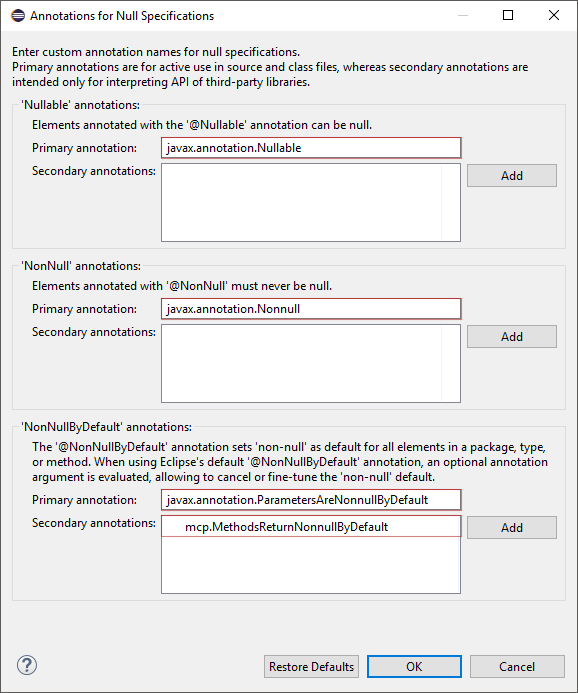 Annotations for Null Specifications
Enter custom annotation names for null specifications.
Primary annotations are for active use in source and class files, whereas secondary annotations are
intended only for interpreting API of third-party libraries.
'Nullable' annotations:
Elements annotated with the '@Nullable' annotation can be null.
Primary annotation: javax.annotation.Nullable
Secondary annotations: Add
'NonNull' annotations:
Elements annotated with '@NonNull' must never be null.
Primary annotation: javax.annotation.Nonnull
Secondary annotations: Add
'NonNullByDefault' annotations:
The '@NonNullByDefault' annotation sets 'non-null' as default for all elements in a package, type,
or method. When using Eclipse's default '@NonNullByDefault' annotation, an optional annotation
argument is evaluated, allowing to cancel or fine-tune the 'non-null' default.
Primary annotation: javax.annotation.ParametersAreNonnullByDefault
Secondary annotations: mcp.MethodsReturnNonnullByDefault Add
? Restore Defaults OK Cancel